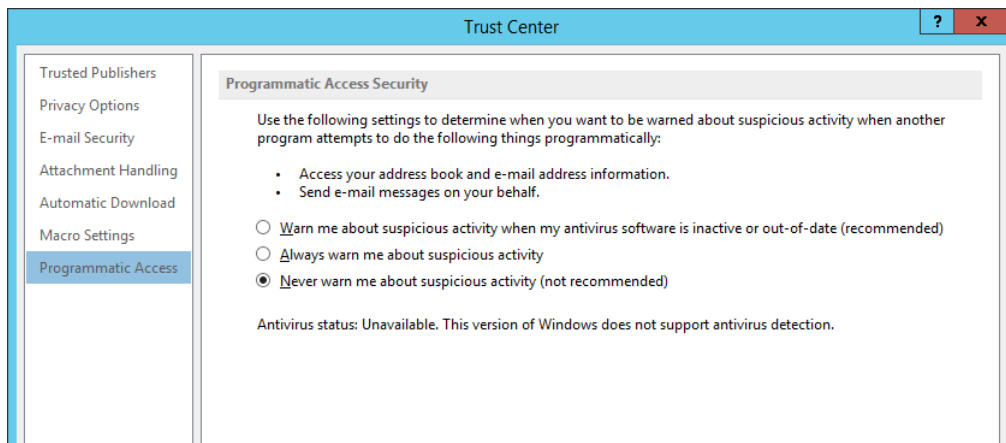 Trust Center
? x
Trusted Publishers
Privacy Options
E-mail Security
Attachment Handling
Automatic Download
Macro Settings
Programmatic Access
Programmatic Access Security
Use the following settings to determine when you want to be warned about suspicious activity when another
program attempts to do the following things programmatically:
• Access your address book and e-mail address information.
• Send e-mail messages on your behalf.
Warn me about suspicious activity when my antivirus software is inactive or out-of-date (recommended)
Always warn me about suspicious activity
Never warn me about suspicious activity (not recommended)
Antivirus status: Unavailable. This version of Windows does not support antivirus detection.